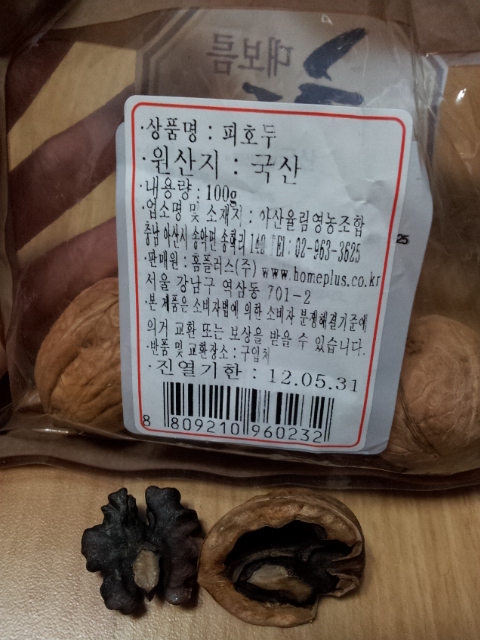 대보름
·상품명 : 피호두
·원산지 : 국산
·내용량 : 100g
·업소명 및 소재지 : 아산율림영농조합
충남 아산시 송악면 송학리 140 TEL: 02-963-3625
·판매원 : 홈플러스(주) www.homeplus.co.kr
서울 강남구 역삼동 701-2
·본 제품은 소비자법에 의한 소비자 분쟁해결기준에
의거 교환 또는 보상을 받을 수 있습니다.
·반품 및 교환장소 : 구입처
·진열기한 : 12.05.31
8 809210 960232
25